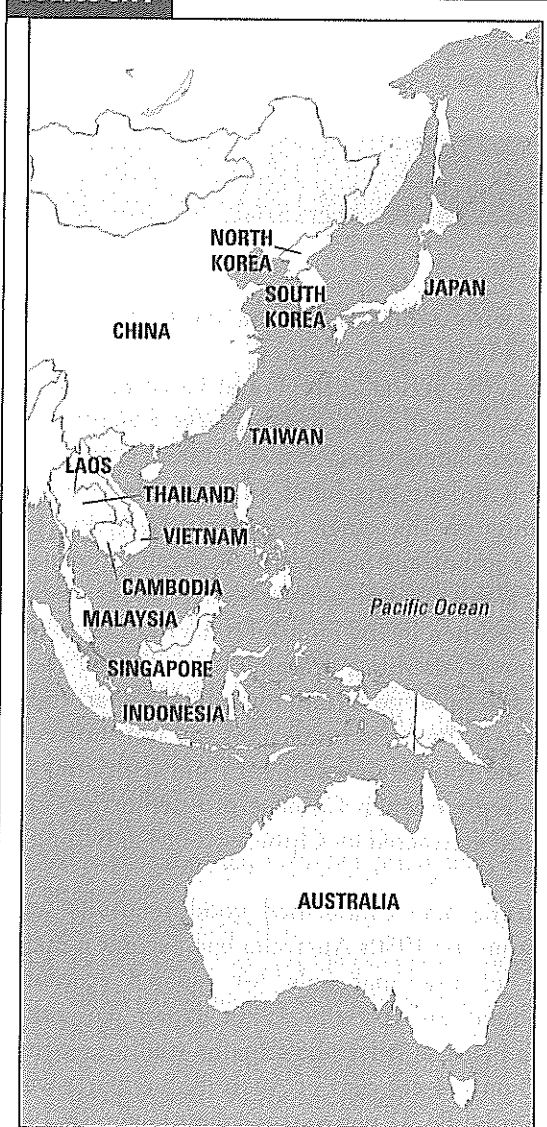 NORTH
KOREA
SOUTH
KOREA
JAPAN
CHINA
TAIWAN
LAOS
THAILAND
VIETNAM
CAMBODIA
MALAYSIA
Pacific Ocean
SINGAPORE
INDONESIA
AUSTRALIA